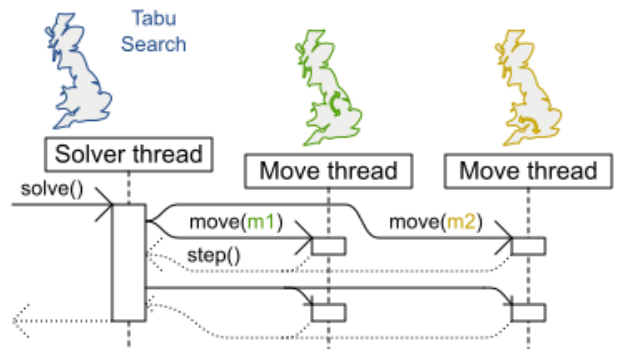 Tabu
Search
Solver thread
Move thread
Move thread
solve()
move(m1)
move(m2)
step()